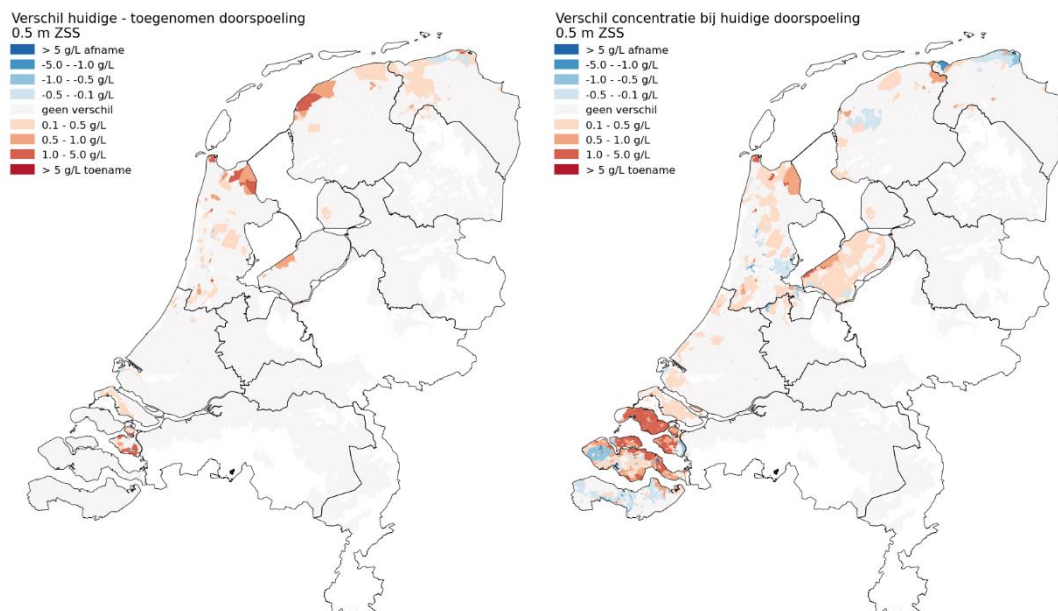 Verschil huidige - toegenomen doorspoeling
0.5 m ZSS
> 5 g/L afname
-5.0 - -1.0 g/L
-1.0 - -0.5 g/L
-0.5 - -0.1 g/L
geen verschil
0.1 - 0.5 g/L
0.5 - 1.0 g/L
1.0 - 5.0 g/L
> 5 g/L toename
Verschil concentratie bij huidige doorspoeling
0.5 m ZSS
> 5 g/L afname
-5.0 - -1.0 g/L
-1.0 - -0.5 g/L
-0.5 - -0.1 g/L
geen verschil
0.1 - 0.5 g/L
0.5 - 1.0 g/L
1.0 - 5.0 g/L
> 5 g/L toename